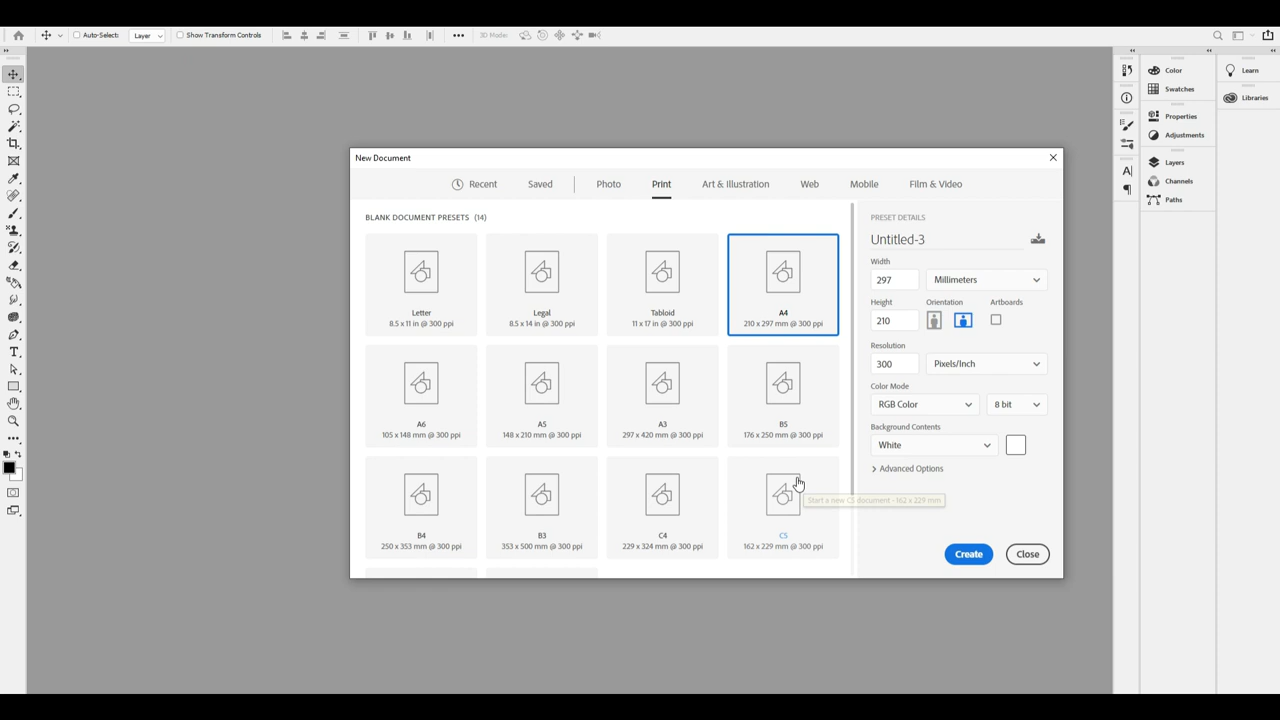 Auto-Select: Layer Show Transform Controls 3D Mode:
Color
Learn
Swatches
Libraries
Properties
Adjustments
Layers
Channels
Paths
New Document
Recent Saved Photo Print Art & Illustration Web Mobile Film & Video
BLANK DOCUMENT PRESETS (14)
Letter
8.5 x 11 in @ 300 ppi
Legal
8.5 x 14 in @ 300 ppi
Tabloid
11 x 17 in @ 300 ppi
A4
210 x 297 mm @ 300 ppi
A6
105 x 148 mm @ 300 ppi
A5
148 x 210 mm @ 300 ppi
A3
297 x 420 mm @ 300 ppi
B5
176 x 250 mm @ 300 ppi
B4
250 x 353 mm @ 300 ppi
B3
353 x 500 mm @ 300 ppi
C4
229 x 324 mm @ 300 ppi
C5
162 x 229 mm @ 300 ppi
Start a new C5 document - 162 x 229 mm
PRESET DETAILS
Untitled-3
Width
297 Millimeters
Height Orientation Artboards
210
Resolution
300 Pixels/Inch
Color Mode
RGB Color 8 bit
Background Contents
White
Advanced Options
Create Close